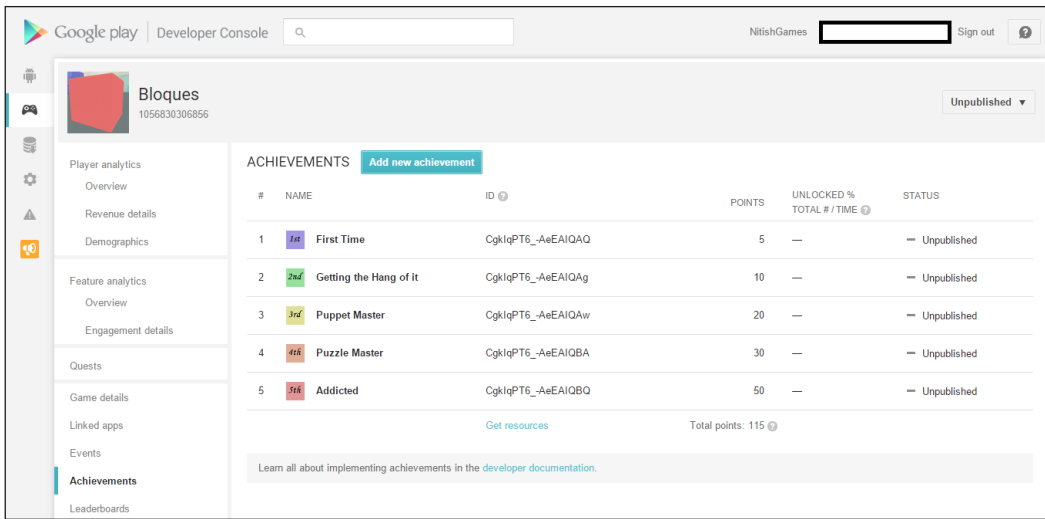 Google play Developer Console
NitishGames Sign out
Bloques
1056830306856
Unpublished
Player analytics
Overview
Revenue details
Demographics
Feature analytics
Overview
Engagement details
Quests
Game details
Linked apps
Events
Achievements
Leaderboards
ACHIEVEMENTS Add new achievement
# NAME ID POINTS UNLOCKED % STATUS
TOTAL # / TIME
1 1st First Time CgkIqPT6_-AeEAIQAQ 5 — Unpublished
2 2nd Getting the Hang of it CgkIqPT6_-AeEAIQAg 10 — Unpublished
3 3rd Puppet Master CgkIqPT6_-AeEAIQAw 20 — Unpublished
4 4th Puzzle Master CgkIqPT6_-AeEAIQBA 30 — Unpublished
5 5th Addicted CgkIqPT6_-AeEAIQBQ 50 — Unpublished
Get resources Total points: 115
Learn all about implementing achievements in the developer documentation.